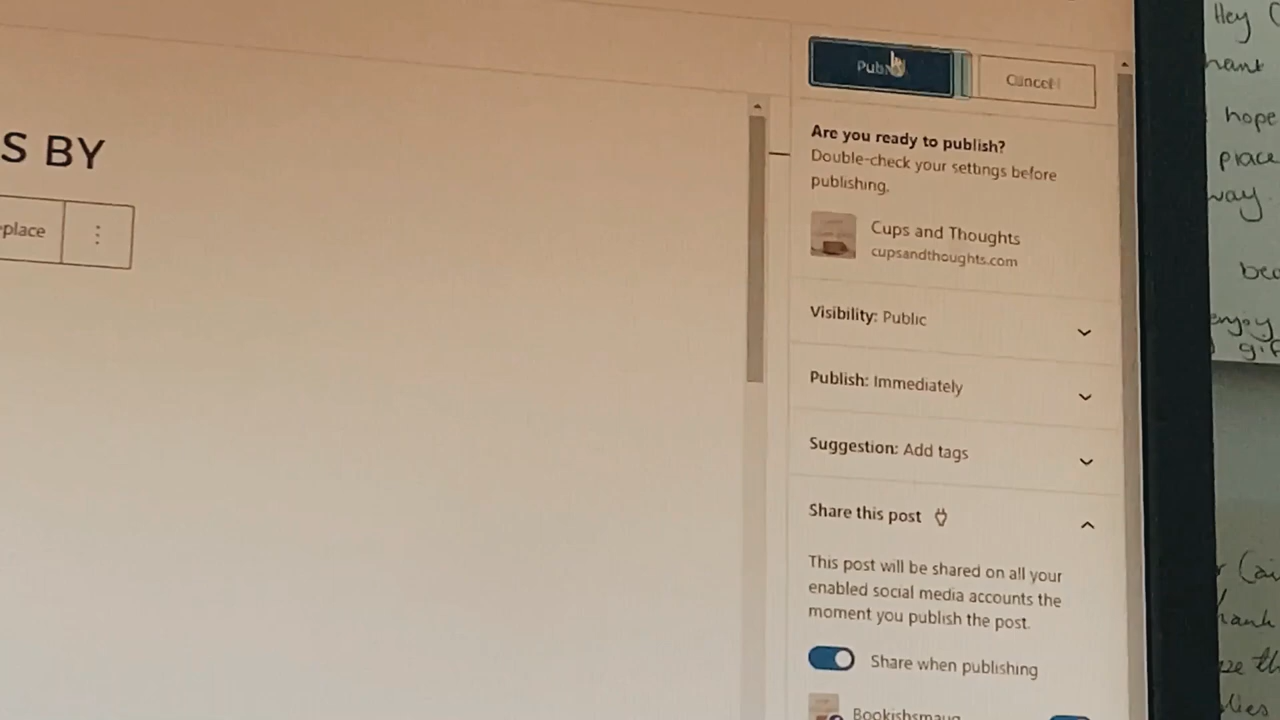 Publish
Cancel
S BY
place
Are you ready to publish?
Double-check your settings before
publishing.
Cups and Thoughts
cupsandthoughts.com
Visibility: Public
Publish: Immediately
Suggestion: Add tags
Share this post
This post will be shared on all your
enabled social media accounts the
moment you publish the post.
Share when publishing
Bookishsmaug
Hey
hope
place
way
enjoy